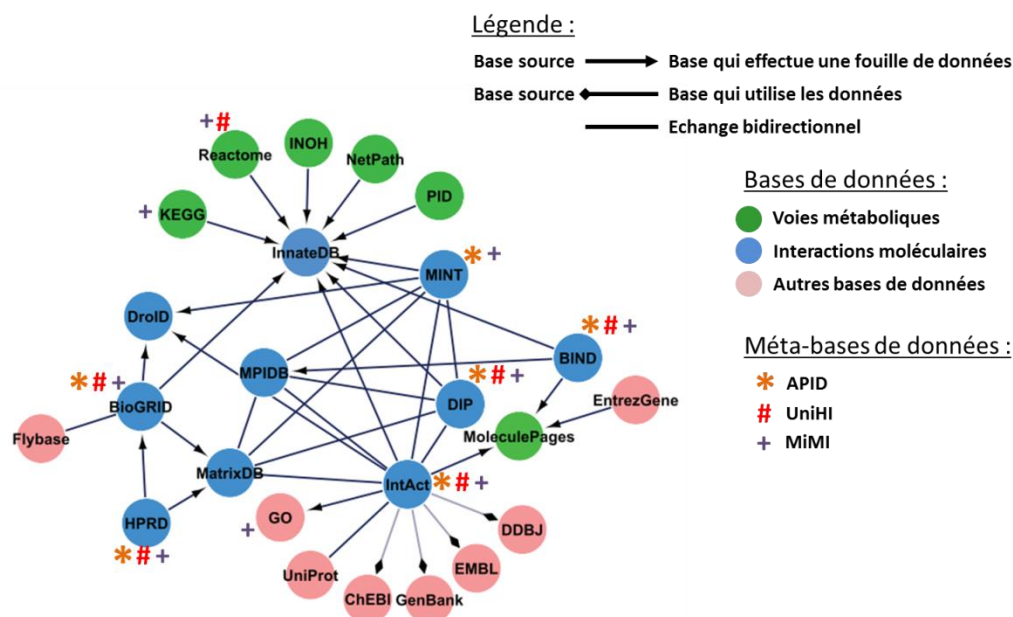 Légende :
Base source Base qui effectue une fouille de données
Base source Base qui utilise les données
Echange bidirectionnel
+ #
Reactome
INOH
NetPath
PID
+ KEGG
InnateDB
MINT
* +
DroID
* # +
BIND
MPIDB
* # +
DIP
* # +
BioGRID
EntrezGene
Flybase
MoleculePages
MatrixDB
IntAct * # +
HPRD
* # +
+ GO
DDBJ
UniProt
EMBL
ChEBI
GenBank
Bases de données :
Voies métaboliques
Interactions moléculaires
Autres bases de données
Méta-bases de données :
* APID
# UniHI
+ MiMI